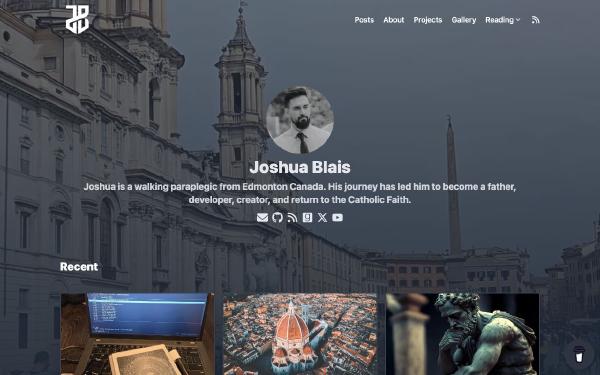 Posts About Projects Gallery Reading
Joshua Blais
Joshua is a walking paraplegic from Edmonton Canada. His journey has led him to become a father,
developer, creator, and return to the Catholic Faith.
Recent